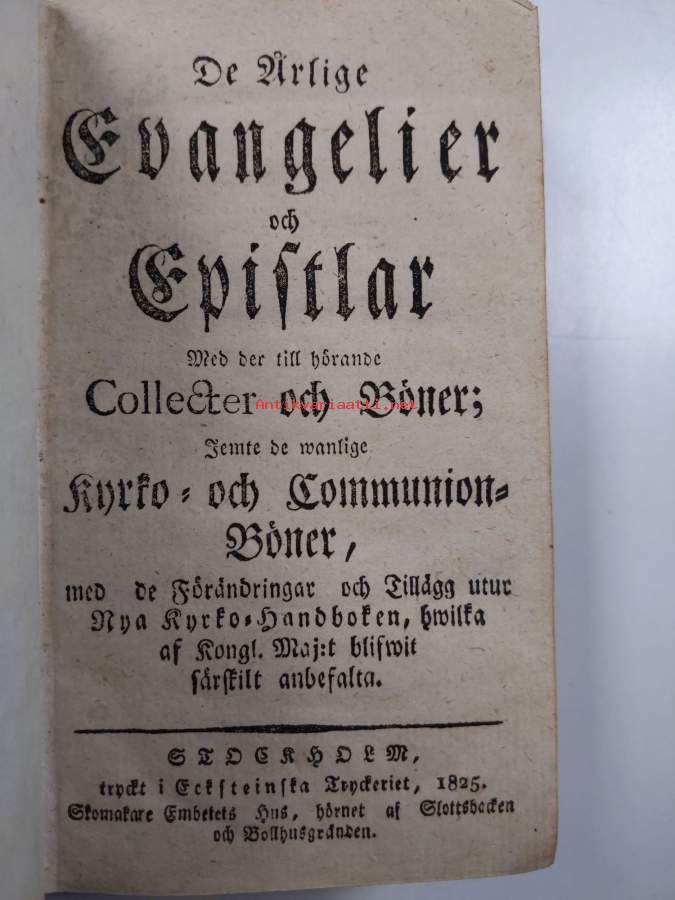 De Årlige
Evangelier
och
Epistlar
Med der till hörande
Collecter och Böner;
Antikvariaatti.net
Jemte de wanlige
Kyrko- och Communion-
Böner,
med de Förändringar och Tillägg utur
Nya Kyrko-Handboken, hwilka
af Kongl. Maj:t blifwit
särskilt anbefalta.
STOCKHOLM,
tryckt i Ecksteinska Tryckeriet, 1825.
Skomakare Embetets Hus, hörnet af Slottsbacken
och Bollhusgränden.